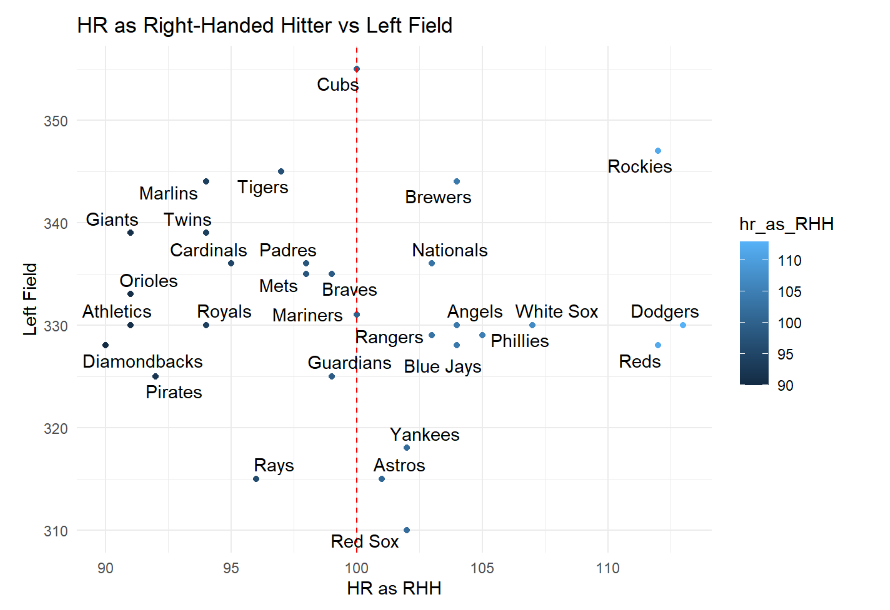 HR as Right-Handed Hitter vs Left Field
Cubs
350
Rockies
Marlins
Tigers
Brewers
Giants
Twins
340
Cardinals
Padres
Nationals
Orioles
Mets
Braves
Athletics
Royals
Mariners
Angels
White Sox
Dodgers
330
Rangers
Phillies
Diamondbacks
Guardians
Blue Jays
Reds
Pirates
Yankees
320
Rays
Astros
Red Sox
310
Left Field
90
95
100
105
110
HR as RHH
hr_as_RHH
110
105
100
95
90